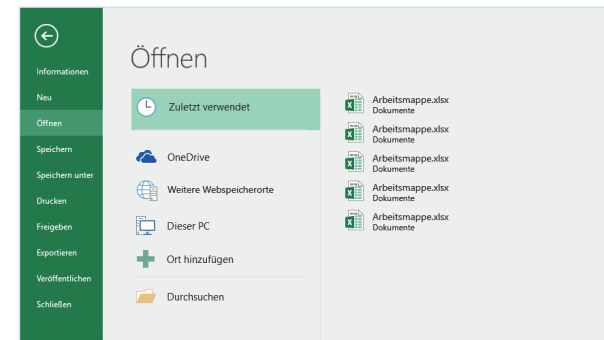 Informationen
Neu
Öffnen
Speichern
Speichern unter
Drucken
Freigeben
Exportieren
Veröffentlichen
Schließen
Öffnen
Zuletzt verwendet
OneDrive
Weitere Webspeicherorte
Dieser PC
Ort hinzufügen
Durchsuchen
Arbeitsmappe.xlsx
Dokumente
Arbeitsmappe.xlsx
Dokumente
Arbeitsmappe.xlsx
Dokumente
Arbeitsmappe.xlsx
Dokumente
Arbeitsmappe.xlsx
Dokumente